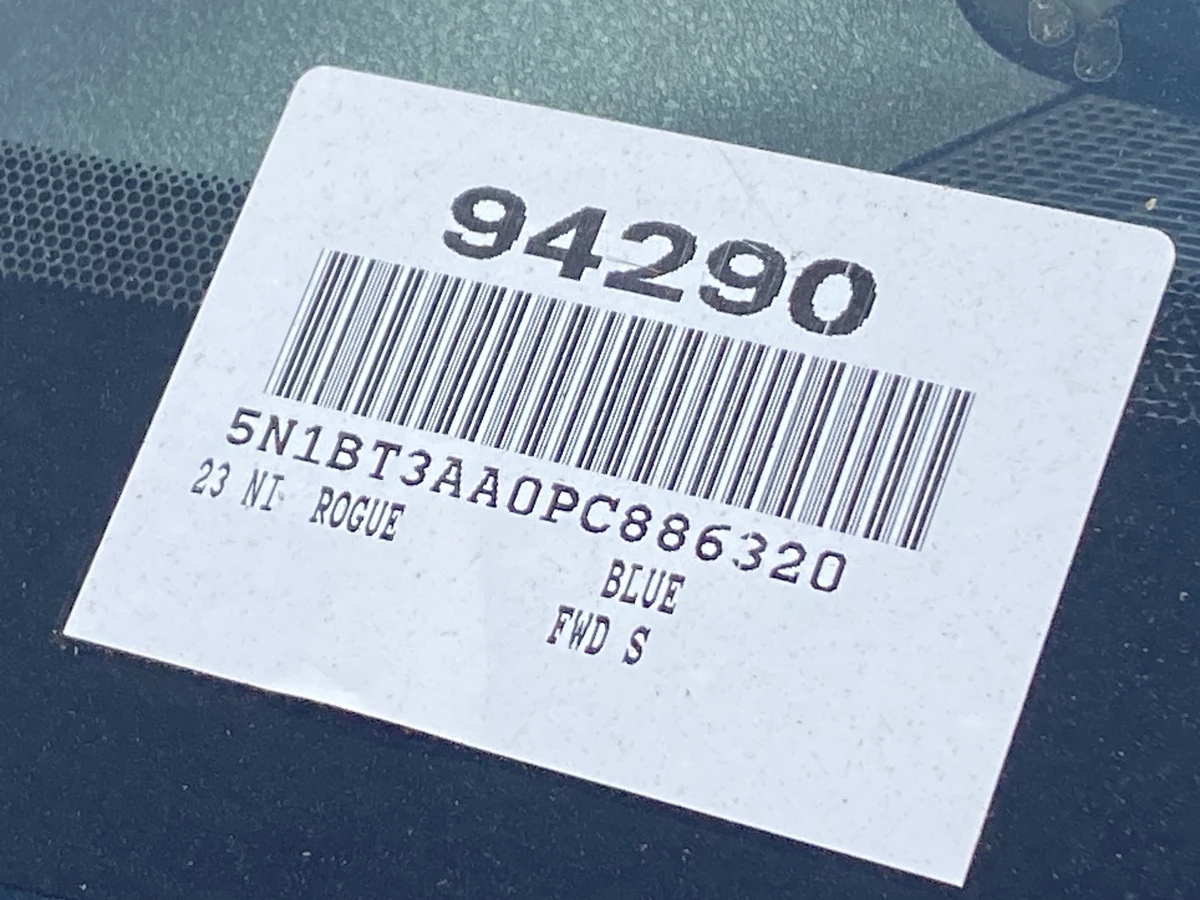 94290
5N1BT3AA0PC886320
23 NI ROGUE
BLUE
FWD S